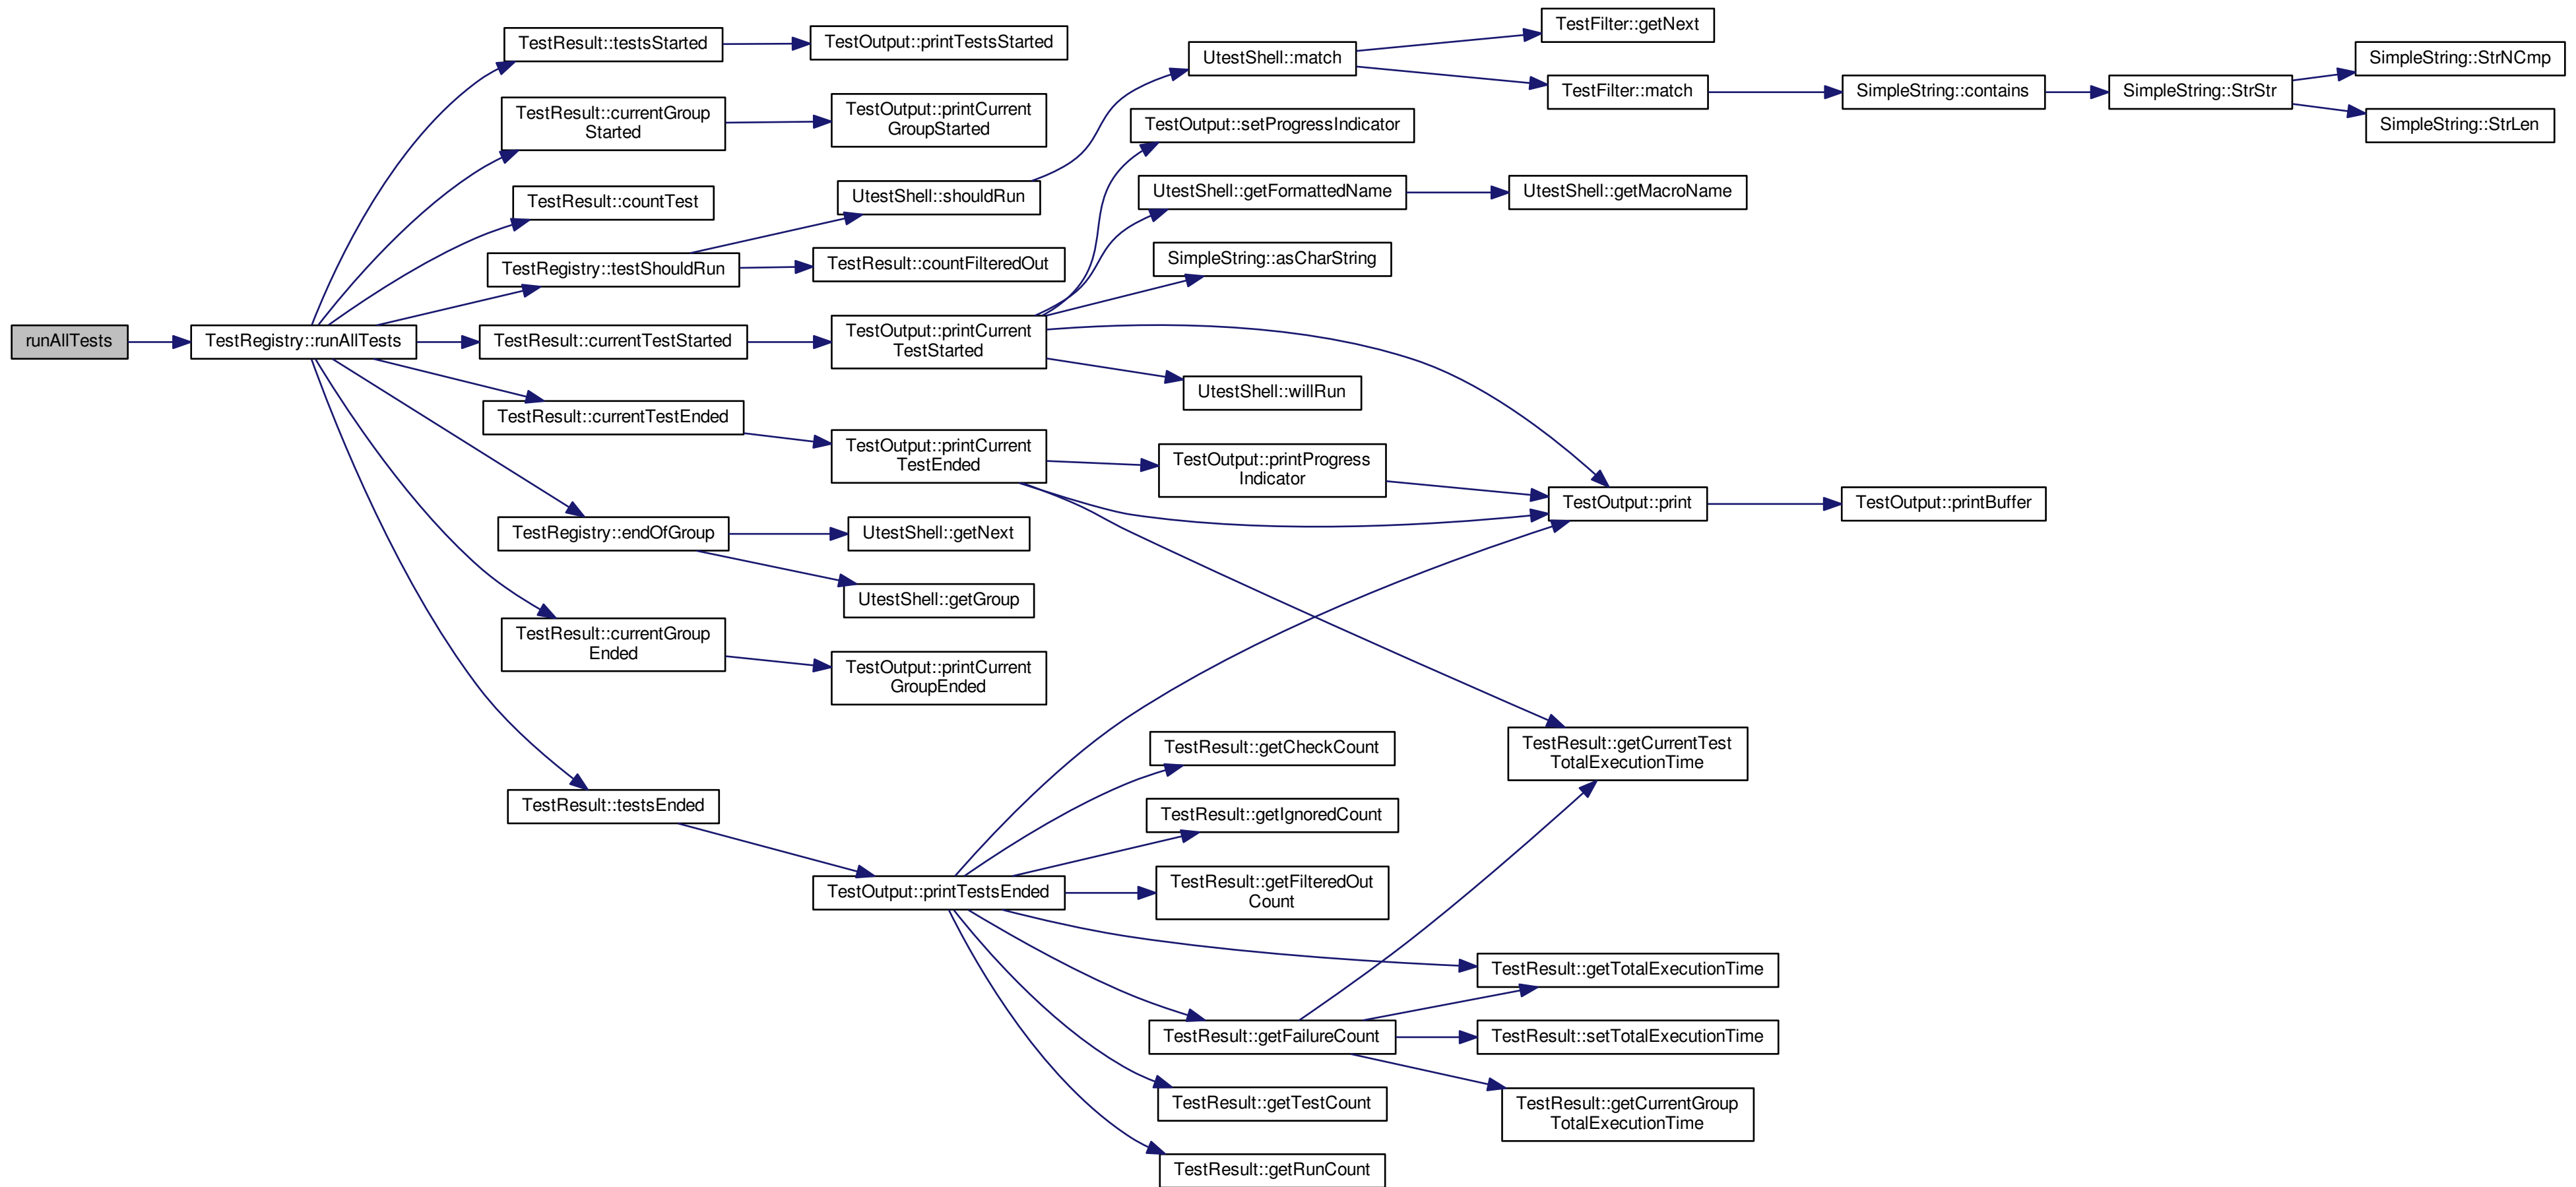 runAllTests
TestRegistry::runAllTests
TestResult::testsStarted
TestResult::currentGroup
Started
TestResult::countTest
TestRegistry::testShouldRun
TestResult::currentTestStarted
TestResult::currentTestEnded
TestRegistry::endOfGroup
TestResult::currentGroup
Ended
TestResult::testsEnded
TestOutput::printTestsStarted
TestOutput::printCurrent
GroupStarted
UtestShell::shouldRun
TestResult::countFilteredOut
TestOutput::printCurrent
TestStarted
TestOutput::printCurrent
TestEnded
UtestShell::getNext
UtestShell::getGroup
TestOutput::printCurrent
GroupEnded
TestOutput::printTestsEnded
UtestShell::match
TestOutput::setProgressIndicator
UtestShell::getFormattedName
SimpleString::asCharString
UtestShell::willRun
TestOutput::printProgress
Indicator
TestResult::getCheckCount
TestResult::getIgnoredCount
TestResult::getFilteredOut
Count
TestResult::getFailureCount
TestResult::getTestCount
TestResult::getRunCount
TestFilter::getNext
TestFilter::match
UtestShell::getMacroName
TestOutput::print
TestResult::getCurrentTest
TotalExecutionTime
TestResult::getTotalExecutionTime
TestResult::setTotalExecutionTime
TestResult::getCurrentGroup
TotalExecutionTime
SimpleString::contains
TestOutput::printBuffer
SimpleString::StrStr
SimpleString::StrNCmp
SimpleString::StrLen